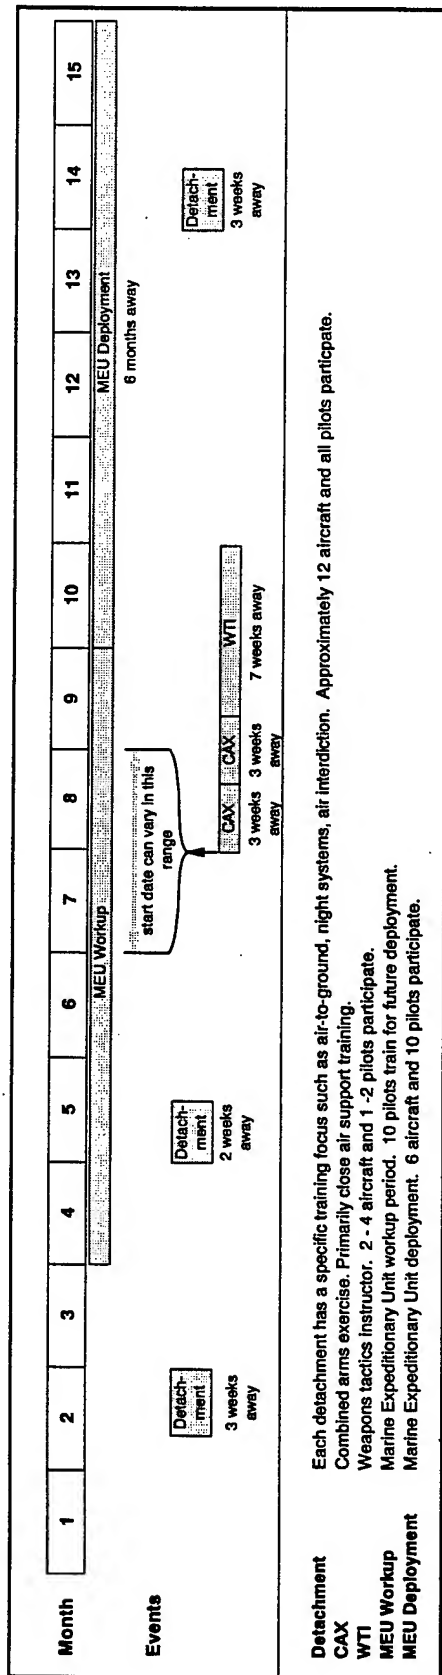 Month 1 2 3 4 5 6 7 8 9 10 11 12 13 14 15
MEU Workup MEU Deployment
6 months away
Events
Detach-
ment
3 weeks
away
Detach-
ment
2 weeks
away
start date can vary in this
range
CAX CAX WTI
3 weeks
away
3 weeks
away
7 weeks away
Detach-
ment
3 weeks
away
Detachment Each detachment has a specific training focus such as air-to-ground, night systems, air interdiction. Approximately 12 aircraft and all pilots particpate.
CAX Combined arms exercise. Primarily close air support training.
WTI Weapons tactics instructor. 2 - 4 aircraft and 1 -2 pilots participate.
MEU Workup Marine Expeditionary Unit workup period. 10 pilots train for future deployment.
MEU Deployment Marine Expeditionary Unit deployment. 6 aircraft and 10 pilots participate.